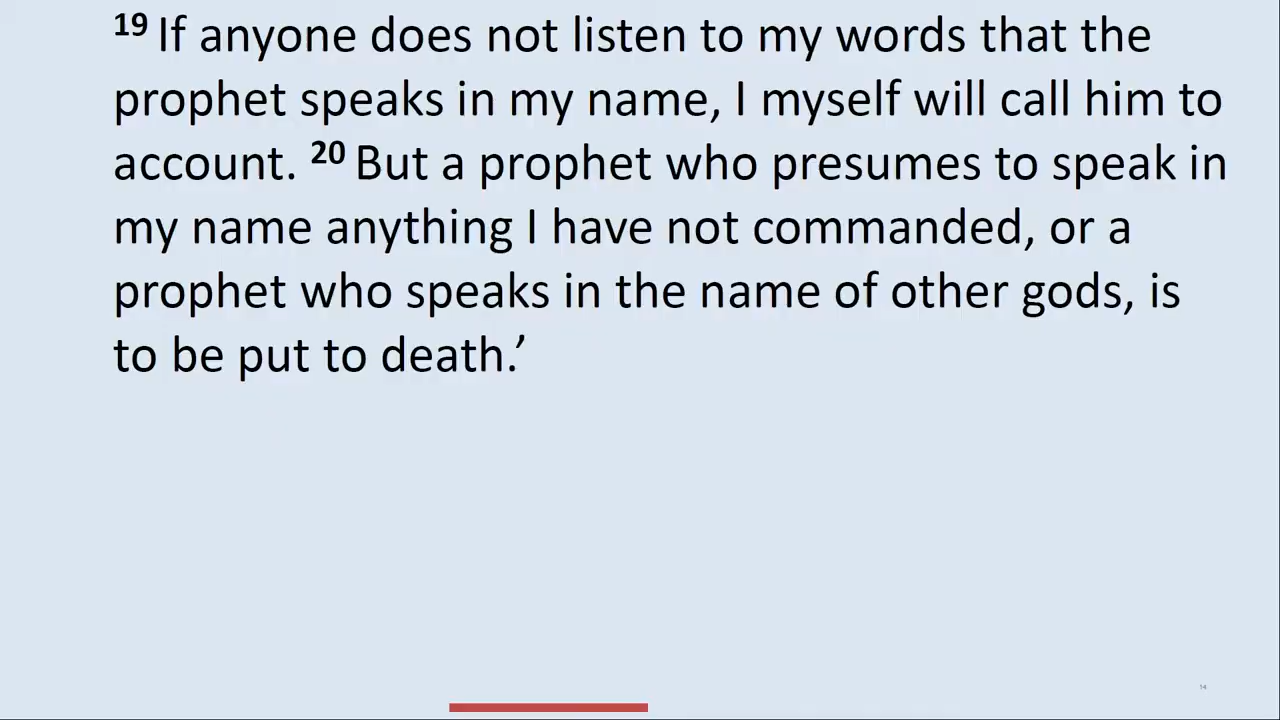 19 If anyone does not listen to my words that the
prophet speaks in my name, I myself will call him to
account. 20 But a prophet who presumes to speak in
my name anything I have not commanded, or a
prophet who speaks in the name of other gods, is
to be put to death.’
14